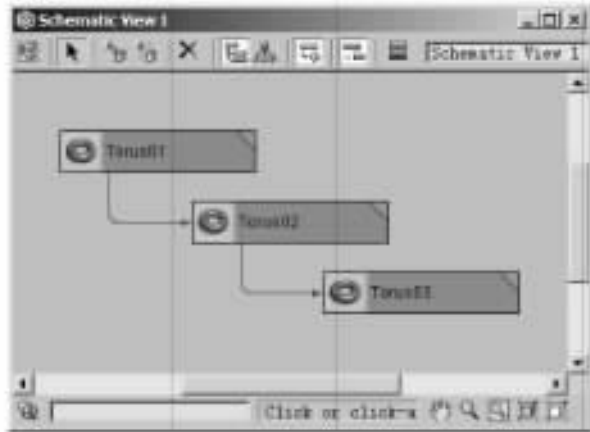 Schematic View 1
Schematic View 1
Torus01
Torus02
Torus03
Click or click-a